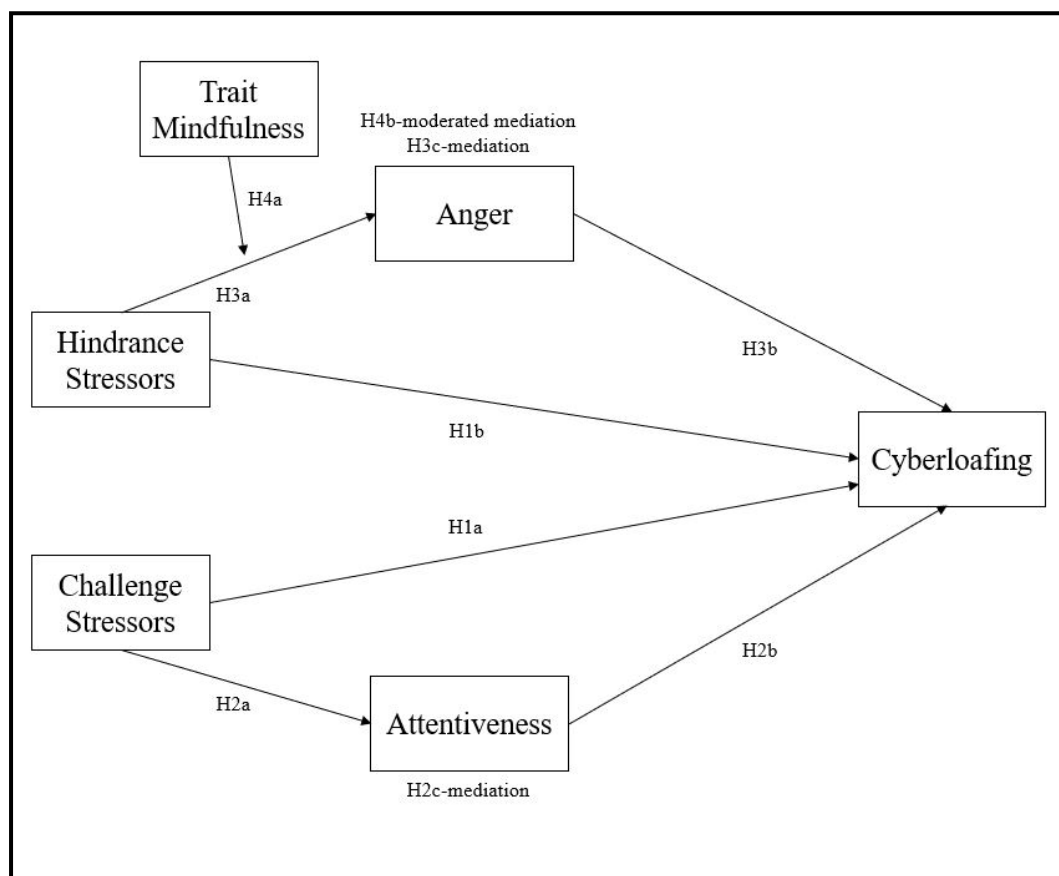 Trait
Mindfulness
H4b-moderated mediation
H3c-mediation
H4a
Anger
H3a
Hindrance
Stressors
H3b
H1b
Cyberloafing
H1a
Challenge
Stressors
H2b
H2a
Attentiveness
H2c-mediation